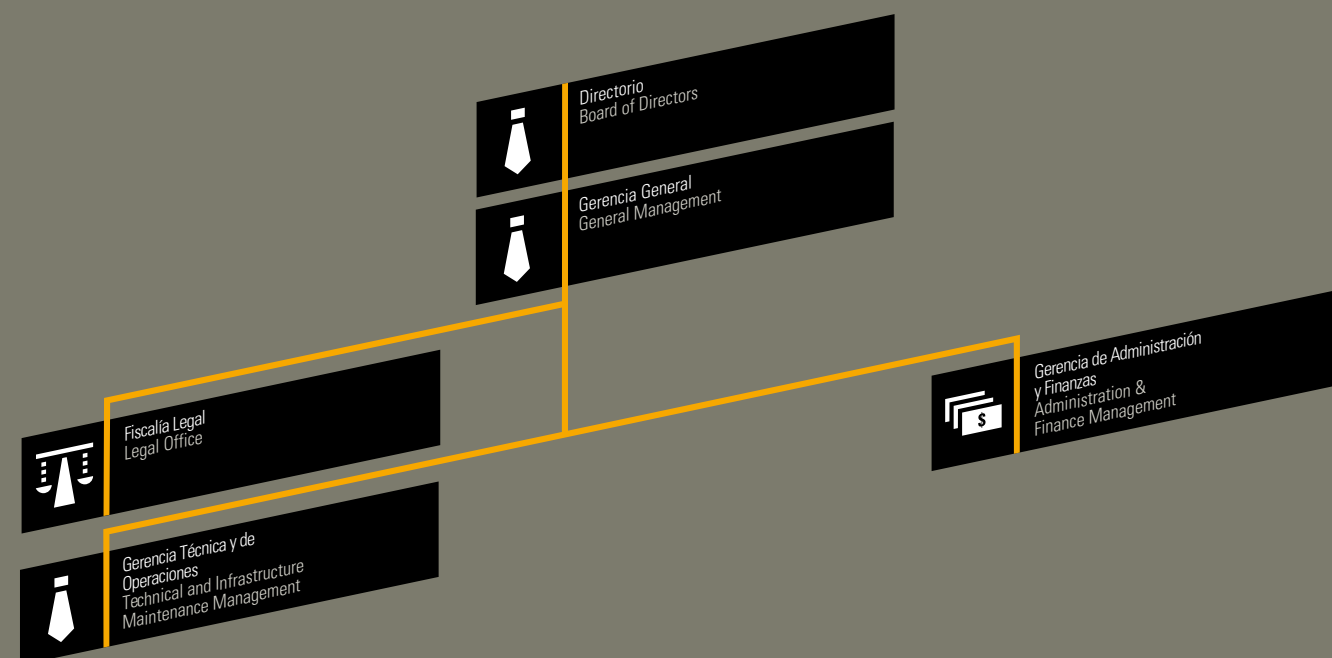 Directorio
Board of Directors
Gerencia General
General Management
Fiscalía Legal
Legal Office
Gerencia de Administración
y Finanzas
Administration &
Finance Management
$
Gerencia Técnica y de
Operaciones
Technical and Infrastructure
Maintenance Management